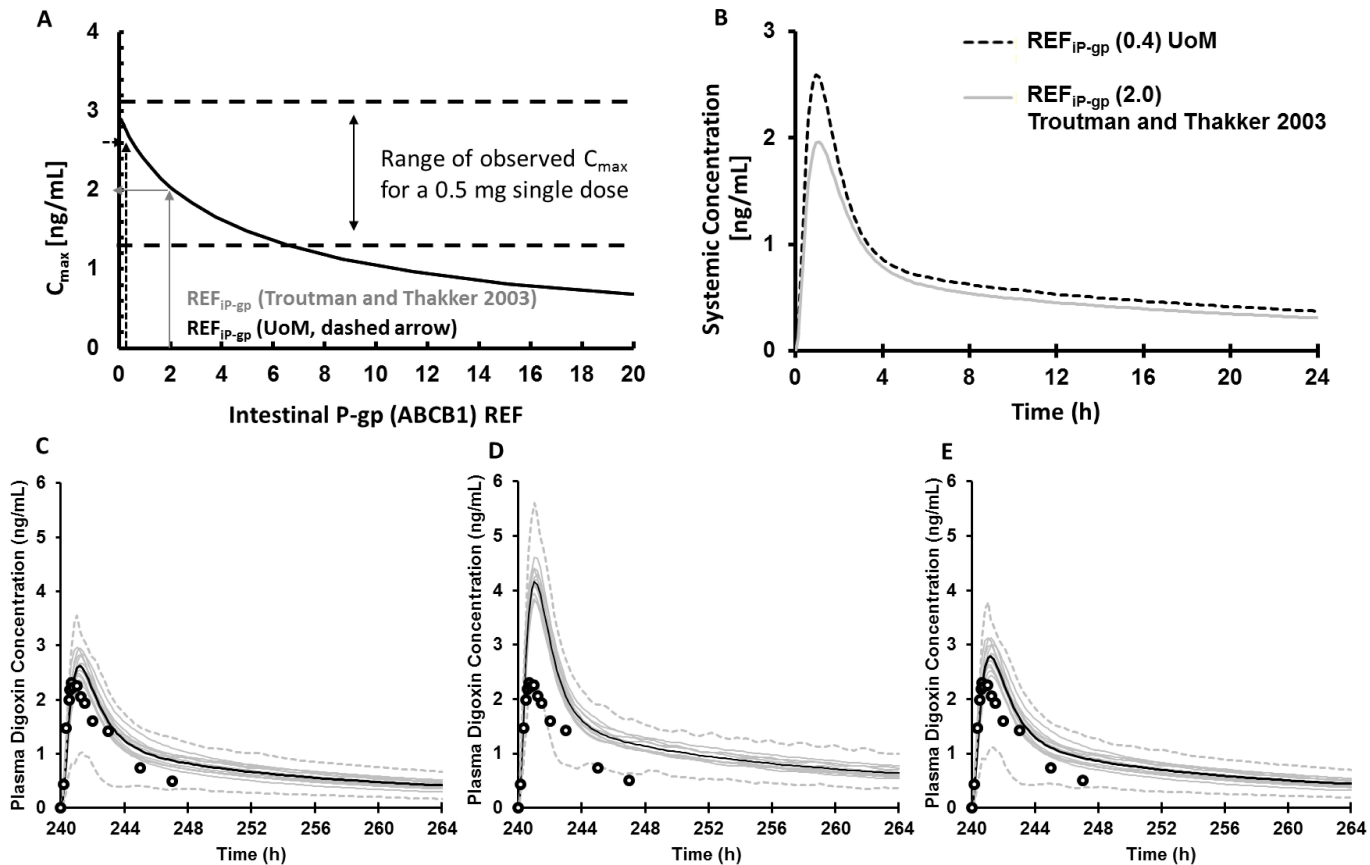 A
4
3
2
1
0
C_max [ng/mL]
Range of observed C_max
for a 0.5 mg single dose
REF_iP-gp (Troutman and Thakker 2003)
REF_iP-gp (UoM, dashed arrow)
0 2 4 6 8 10 12 14 16 18 20
Intestinal P-gp (ABCB1) REF
B
3
2
1
0
Systemic Concentration
[ng/mL]
REF_iP-gp (0.4) UoM
REF_iP-gp (2.0)
Troutman and Thakker 2003
0 4 8 12 16 20 24
Time (h)
C
6
5
4
3
2
1
0
Plasma Digoxin Concentration (ng/mL)
240 244 248 252 256 260 264
Time (h)
D
6
5
4
3
2
1
0
Plasma Digoxin Concentration (ng/mL)
240 244 248 252 256 260 264
Time (h)
E
6
5
4
3
2
1
0
Plasma Digoxin Concentration (ng/mL)
240 244 248 252 256 260 264
Time (h)